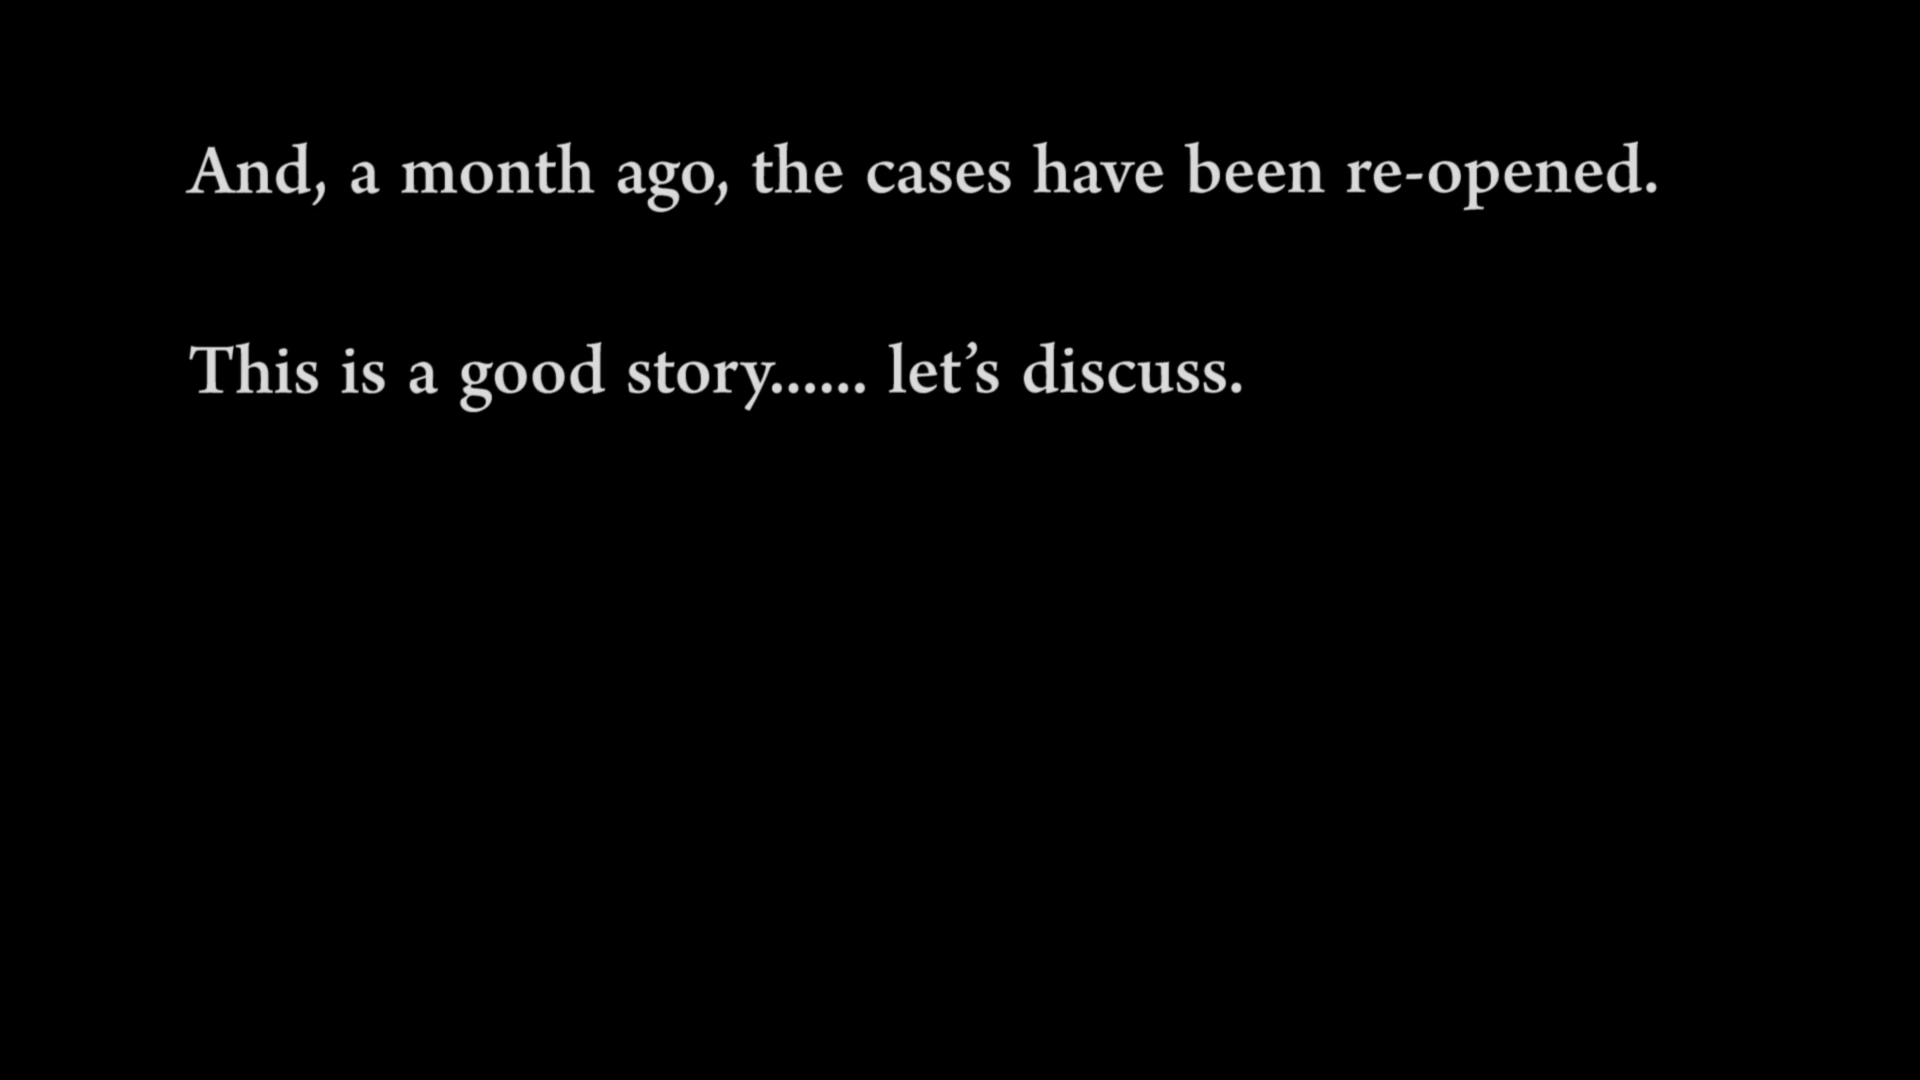 And, a month ago, the cases have been re-opened.
This is a good story...... let’s discuss.